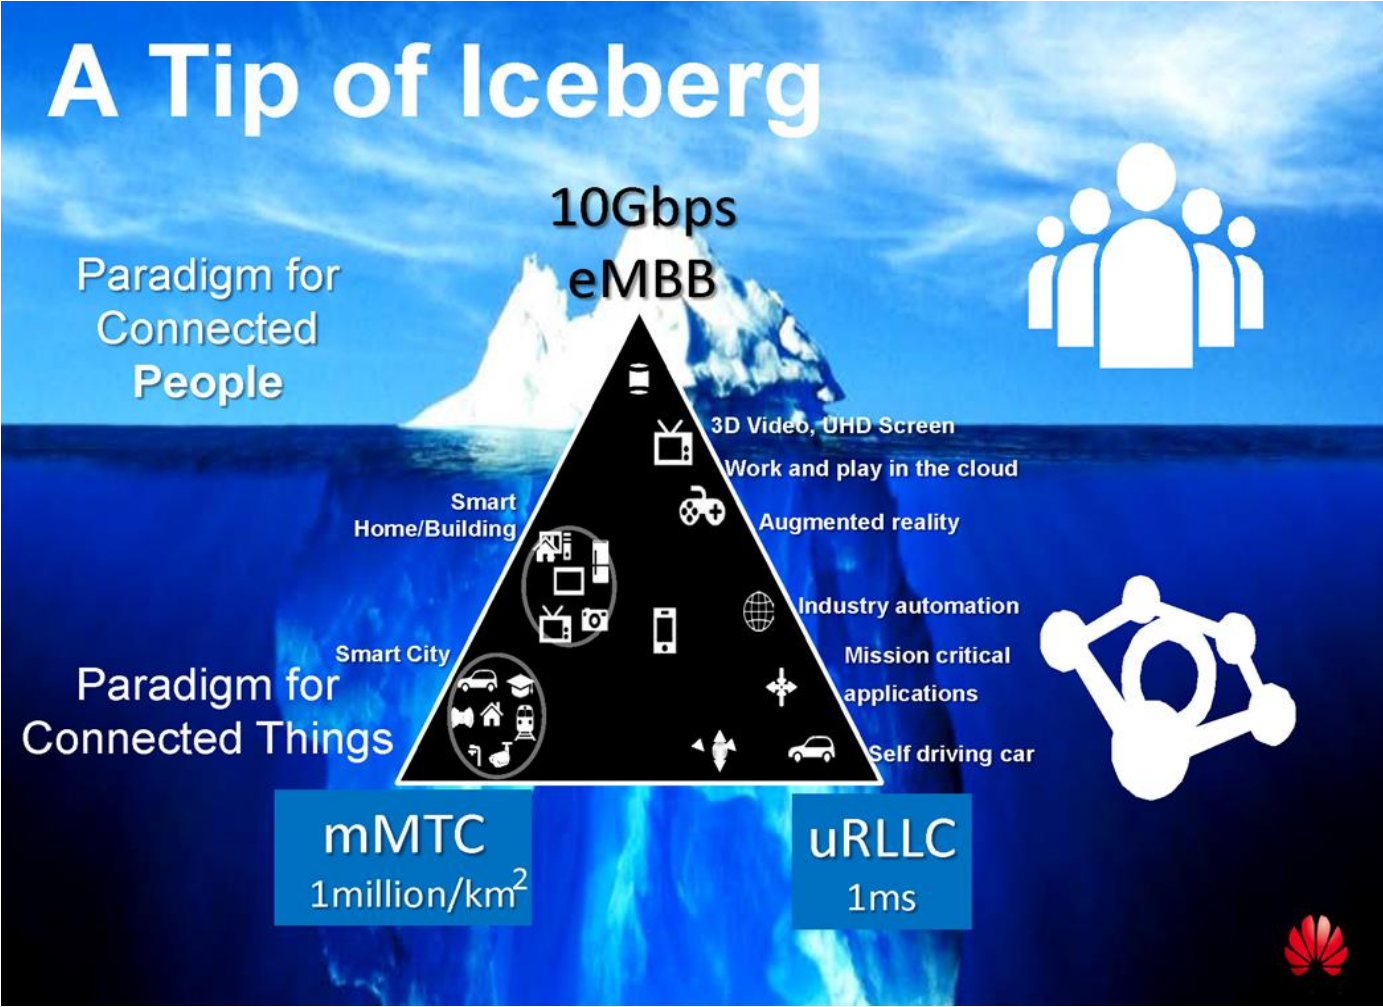 A Tip of Iceberg
10Gbps
eMBB
Paradigm for
Connected
People
3D Video, UHD Screen
Work and play in the cloud
Smart
Home/Building
Augmented reality
Industry automation
Smart City
Mission critical
applications
Paradigm for
Connected Things
Self driving car
mMTC
1million/km²
uRLLC
1ms